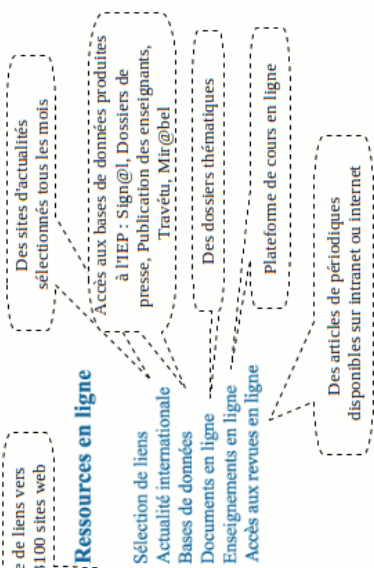 e de liens vers
100 sites web
Ressources en ligne
Sélection de liens
Actualité internationale
Bases de données
Documents en ligne
Enseignements en ligne
Accès aux revues en ligne
Des sites d'actualités
sélectionnés tous les mois
Accès aux bases de données produites
à l'IEP : Sign@l, Dossiers de
presse, Publication des enseignants,
Travétu, Mir@bel
Des dossiers thématiques
Plateforme de cours en ligne
Des articles de périodiques
disponibles sur intranet ou internet